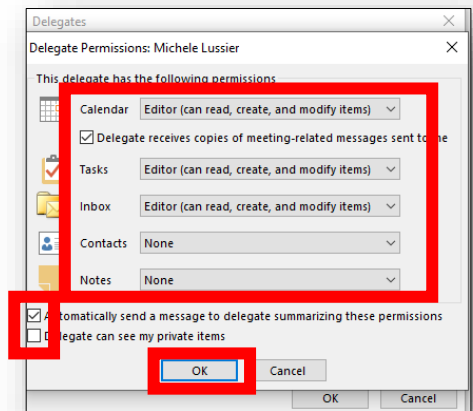 Delegates
Delegate Permissions: Michele Lussier
This delegate has the following permissions
Calendar Editor (can read, create, and modify items)
Delegate receives copies of meeting-related messages sent to me
Tasks Editor (can read, create, and modify items)
Inbox Editor (can read, create, and modify items)
Contacts None
Notes None
Automatically send a message to delegate summarizing these permissions
Delegate can see my private items
OK Cancel
OK Cancel